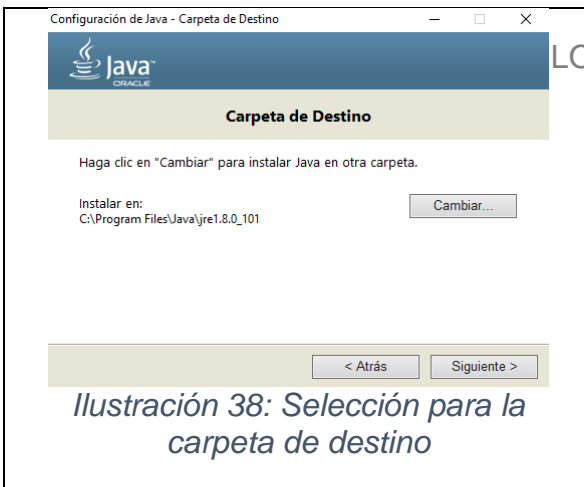 Configuración de Java - Carpeta de Destino
LO
Java
ORACLE
Carpeta de Destino
Haga clic en "Cambiar" para instalar Java en otra carpeta.
Instalar en:
Cambiar...
C:\Program Files\Java\jre1.8.0_101
< Atrás
Siguiente >
Ilustración 38: Selección para la
carpeta de destino